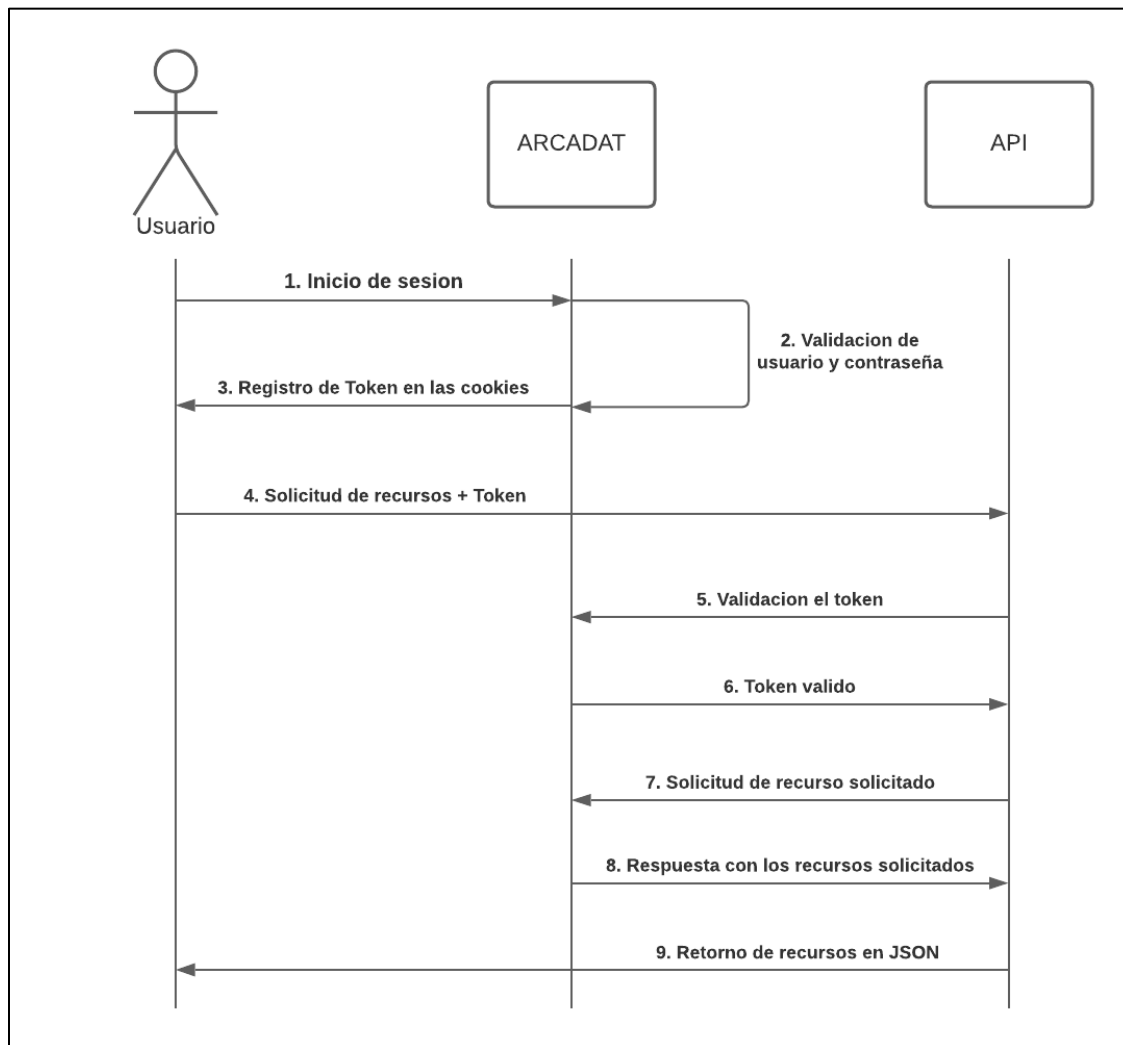 Usuario
ARCADAT
API
1. Inicio de sesion
2. Validacion de
usuario y contraseña
3. Registro de Token en las cookies
4. Solicitud de recursos + Token
5. Validacion el token
6. Token valido
7. Solicitud de recurso solicitado
8. Respuesta con los recursos solicitados
9. Retorno de recursos en JSON